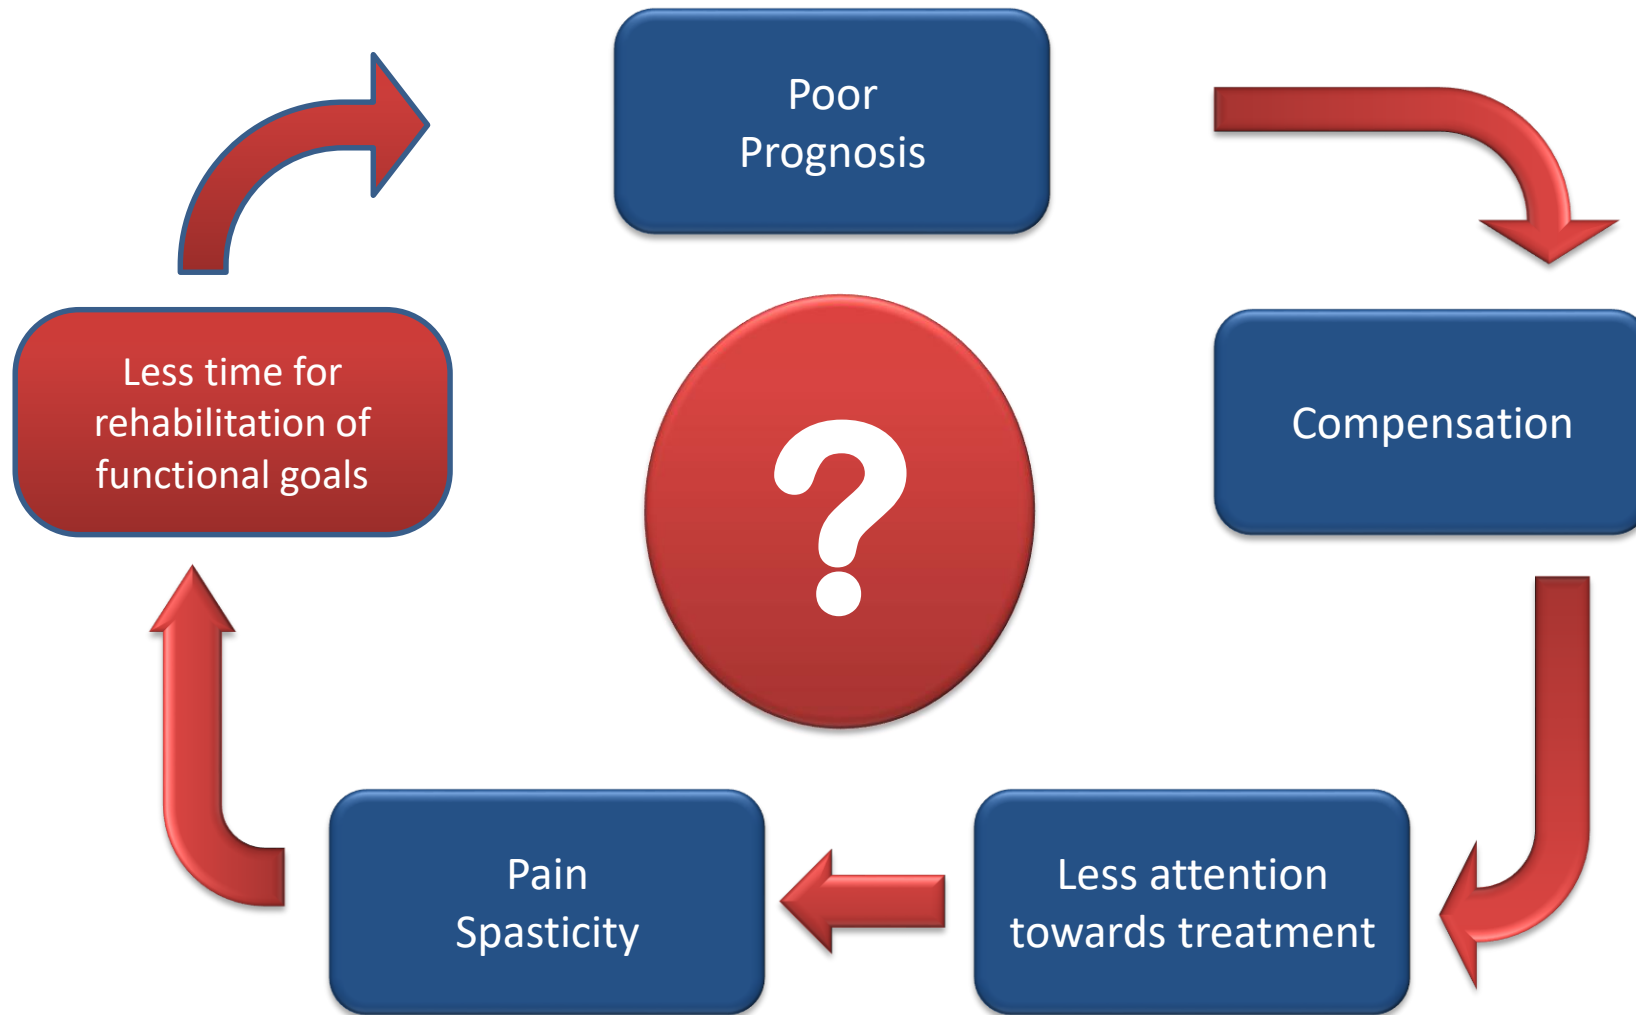 Poor
Prognosis
Compensation
Less attention
towards treatment
Pain
Spasticity
Less time for
rehabilitation of
functional goals
?